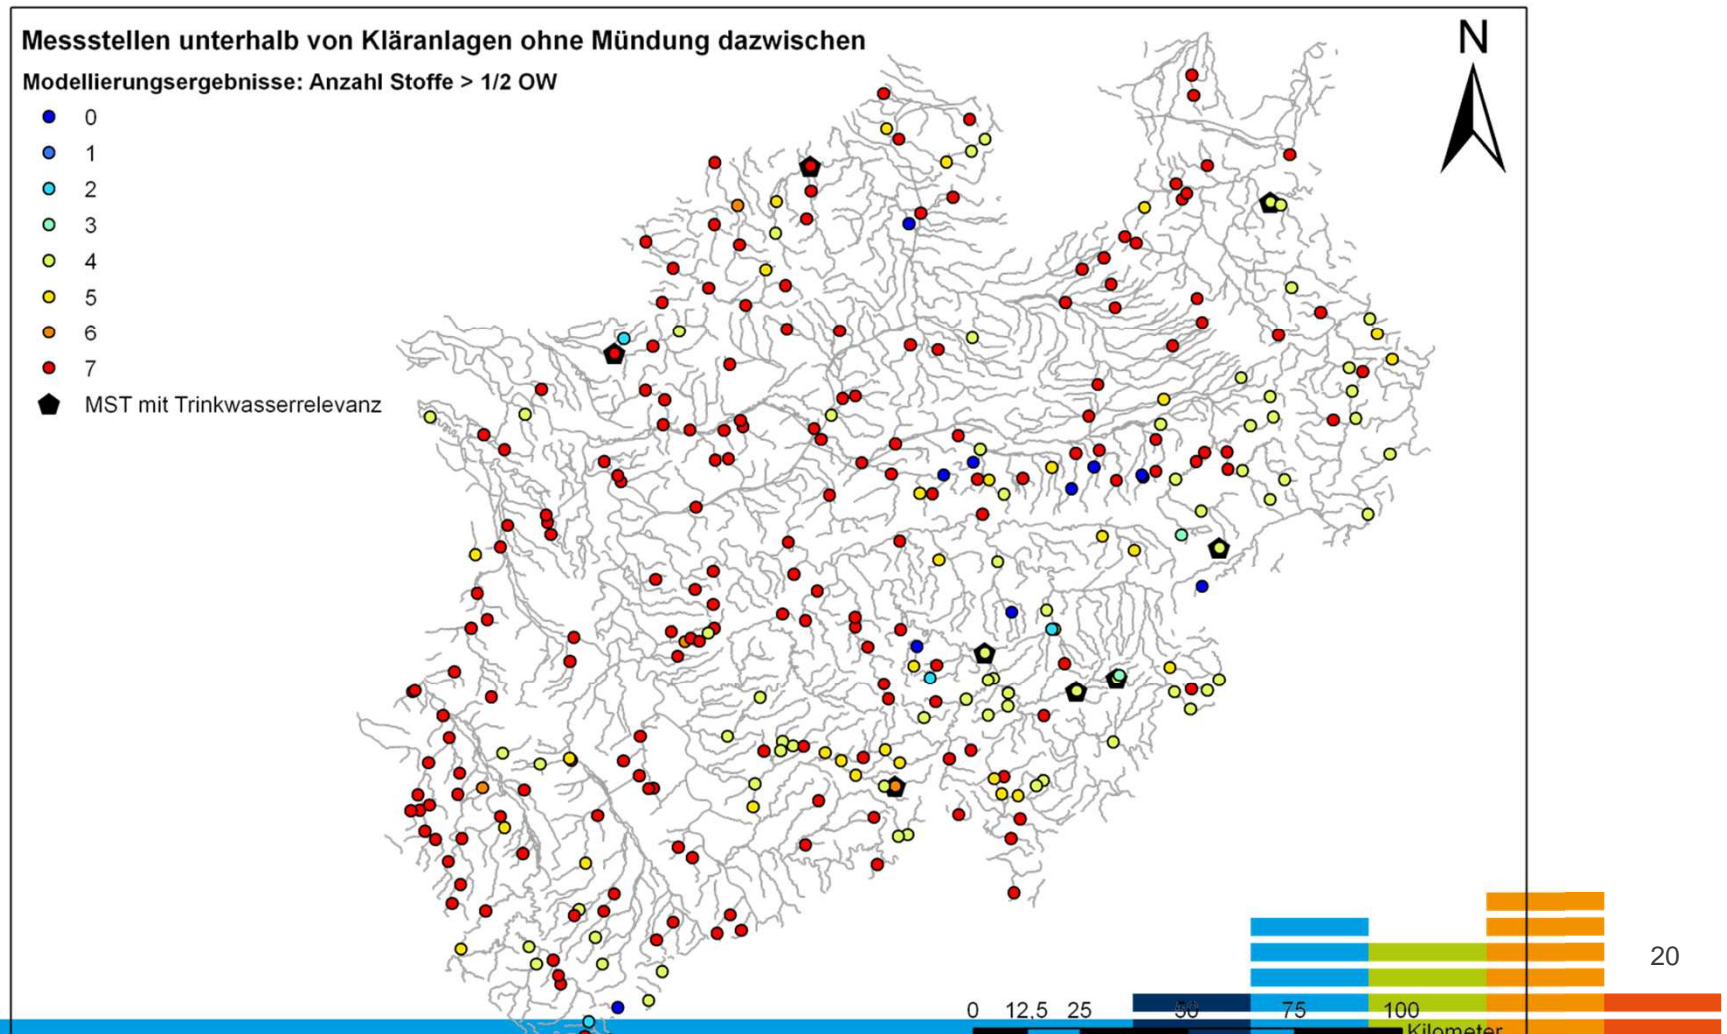 Messstellen unterhalb von Kläranlagen ohne Mündung dazwischen
N
Modellierungsergebnisse: Anzahl Stoffe > 1/2 OW
0
1
2
3
4
5
6
7
MST mit Trinkwasserrelevanz
20
0 12,5 25 50 75 100
Kilometer